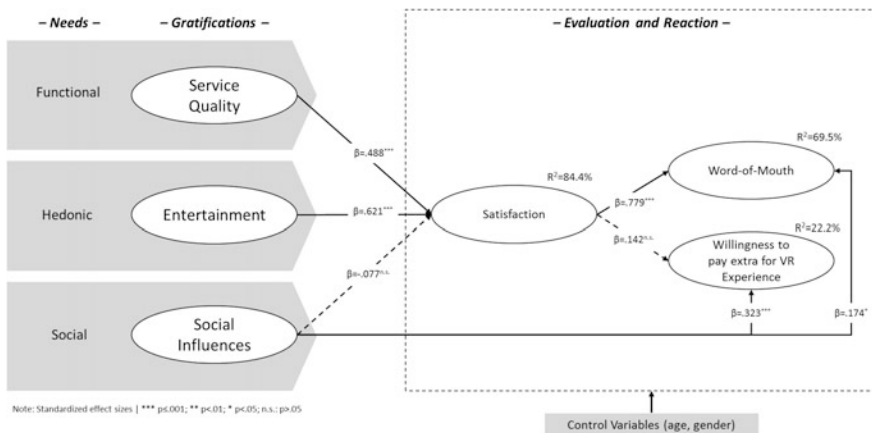 – Needs –
– Gratifications –
– Evaluation and Reaction –
Functional
Service
Quality
β=.488***
R²=69.5%
Word-of-Mouth
R²=84.4%
Hedonic
Entertainment
β=.621***
Satisfaction
β=.779***
R²=22.2%
β=.142n.s.
Willingness to
pay extra for VR
Experience
β=-.077n.s.
Social
Social
Influences
β=.323***
β=.174*
Note: Standardized effect sizes | *** p≤.001; ** p<.01; * p<.05; n.s.: p>.05
Control Variables (age, gender)